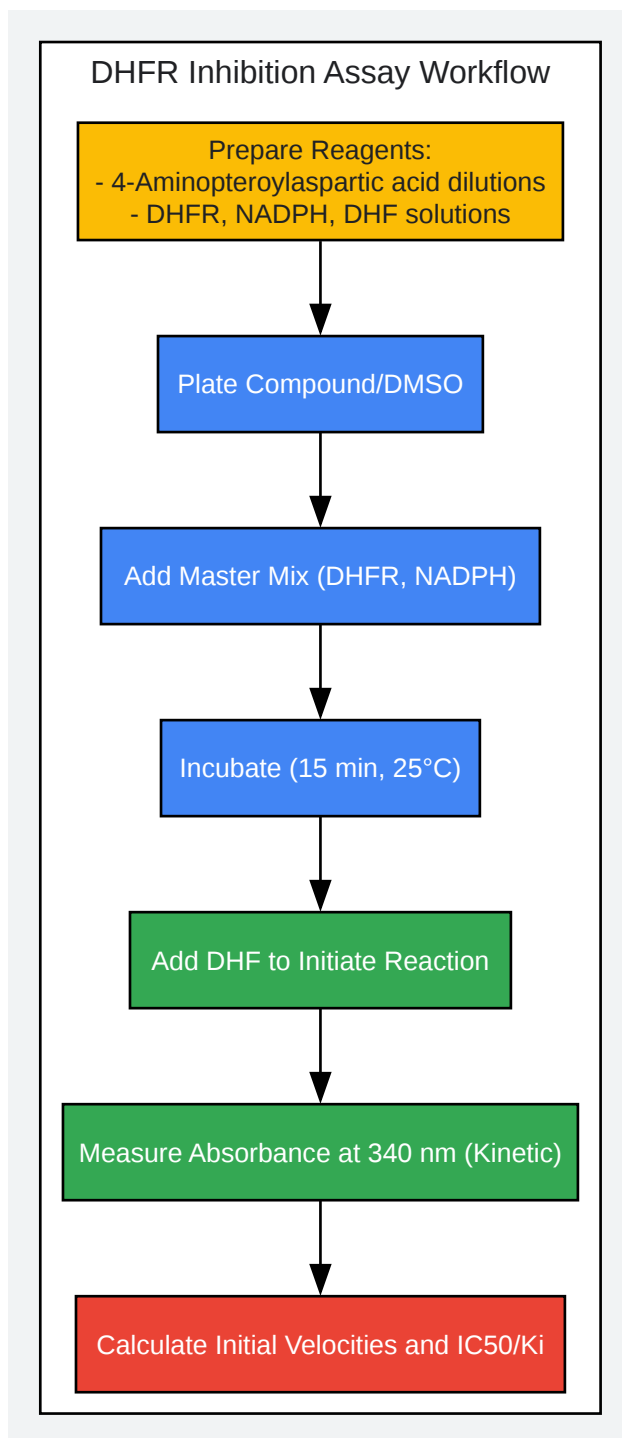 DHFR Inhibition Assay Workflow
Prepare Reagents:
- 4-Aminopteroylaspartic acid dilutions
- DHFR, NADPH, DHF solutions
Plate Compound/DMSO
Add Master Mix (DHFR, NADPH)
Incubate (15 min, 25°C)
Add DHF to Initiate Reaction
Measure Absorbance at 340 nm (Kinetic)
Calculate Initial Velocities and IC50/Ki